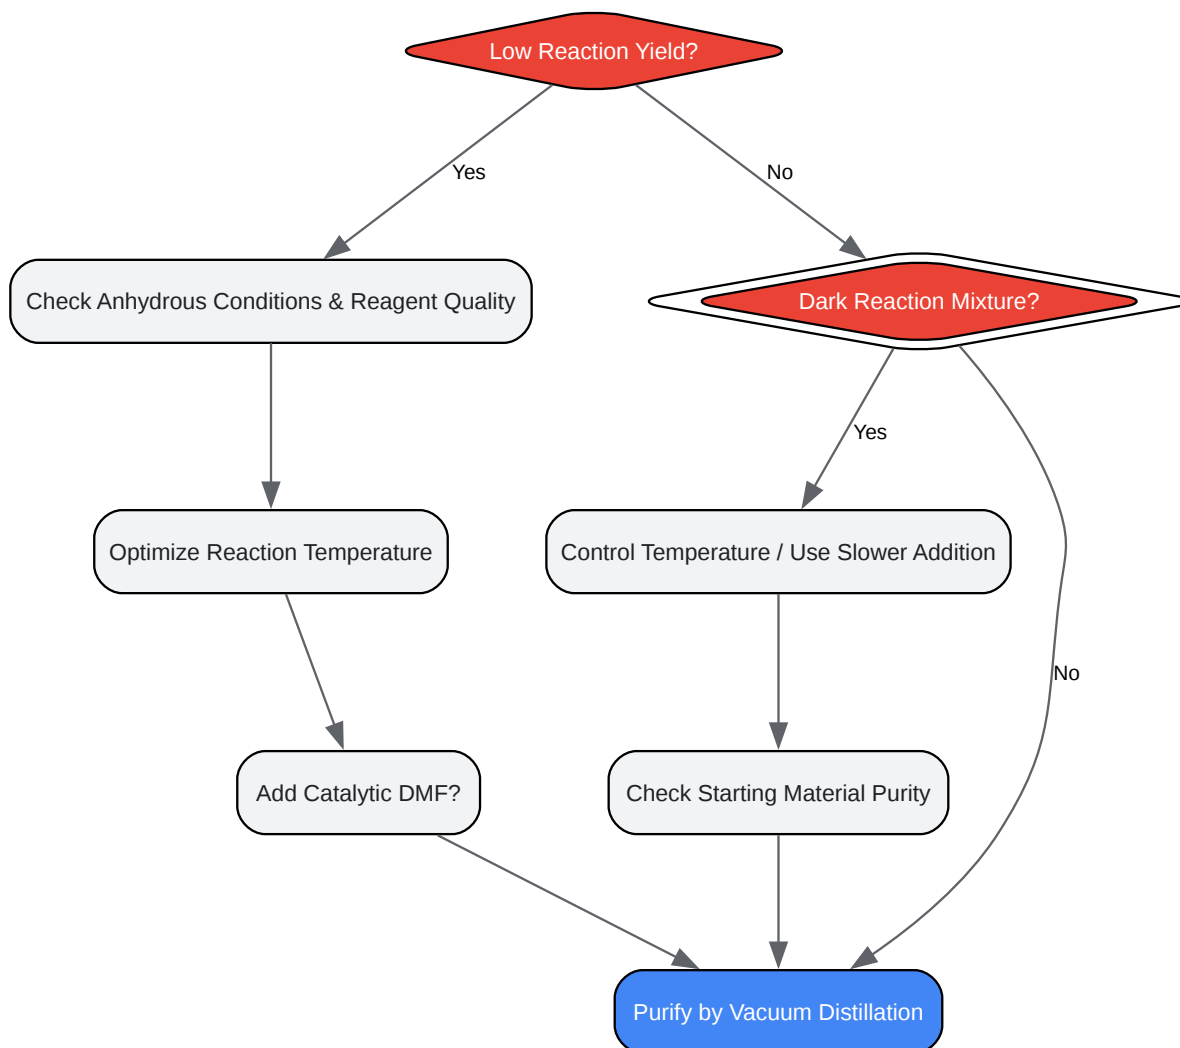 Low Reaction Yield?
Yes
No
Check Anhydrous Conditions & Reagent Quality
Dark Reaction Mixture?
Yes
Optimize Reaction Temperature
Control Temperature / Use Slower Addition
No
Add Catalytic DMF?
Check Starting Material Purity
Purify by Vacuum Distillation